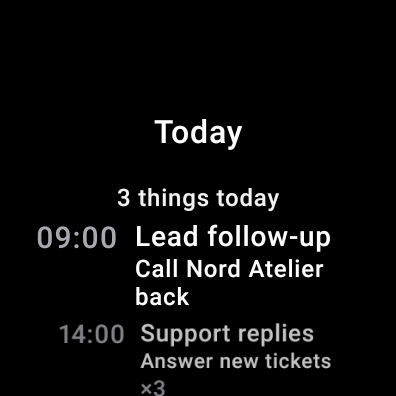 Today
3 things today
09:00 Lead follow-up
Call Nord Atelier
back
14:00 Support replies
Answer new tickets
×3